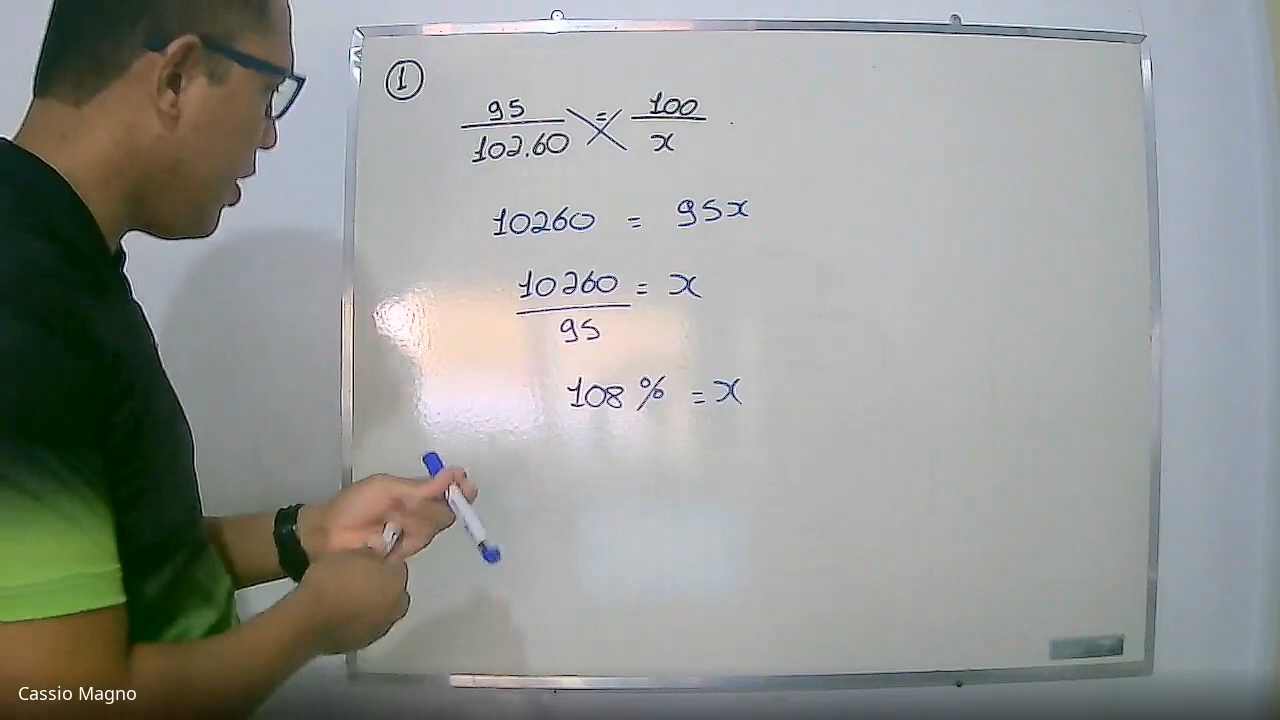 1
95/102,60 = 100/x
10260 = 95x
10260/95 = x
108% = x
Cassio Magno